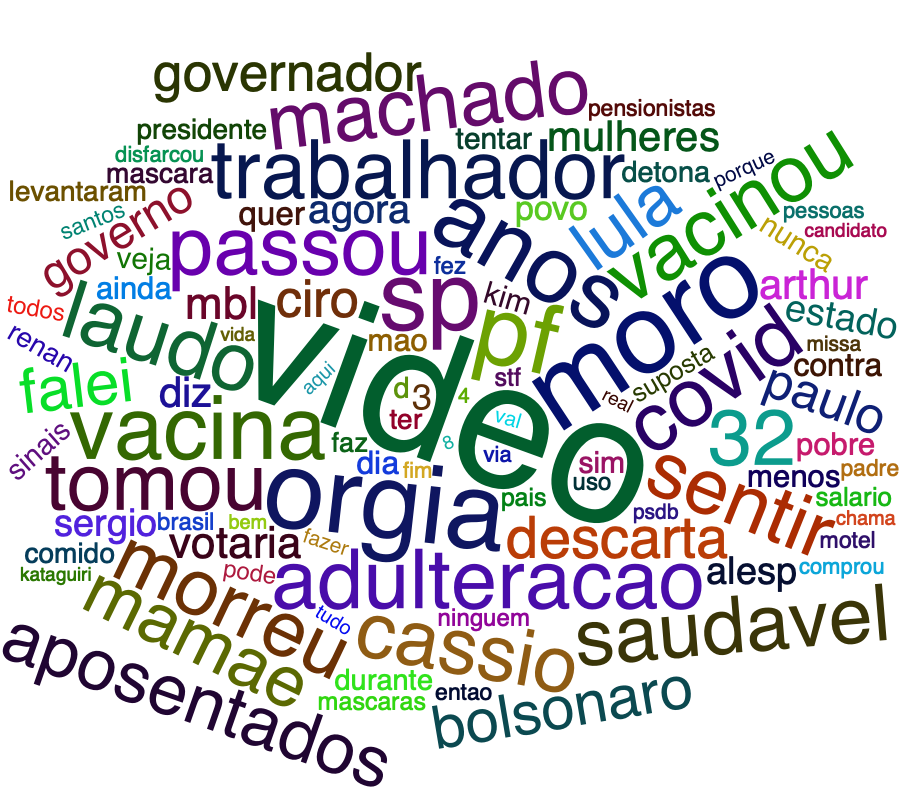 governador
machado
pensionistas
presidente
tentar
mulheres
disfarcou
mascara
trabalhador
detona
porque
vacinou
levantaram
santos
governo
quer
agora
anos
povo
lula
pessoas
candidato
nunca
veja
passou
fez
ainda
mbl
ciro
sp
kim
pf
moro
arthur
estado
todos
laudo
vida
video
mao
covid
missa
contra
renan
aqui
stf
suposta
paulo
falei
diz
d
3
4
real
ter
val
32
sinais
vacina
faz
8
via
sim
pobre
tomou
dia
fim
uso
sentir
menos
padre
orgia
pais
psdb
salario
sergio
brasil
bem
chama
comido
votaria
fazer
descarta
motel
kataguiri
morreu
pode
adulteracao
alesp
comprou
mamae
tudo
cassio
ninguem
saudavel
aposentados
durante
mascaras
entao
bolsonaro